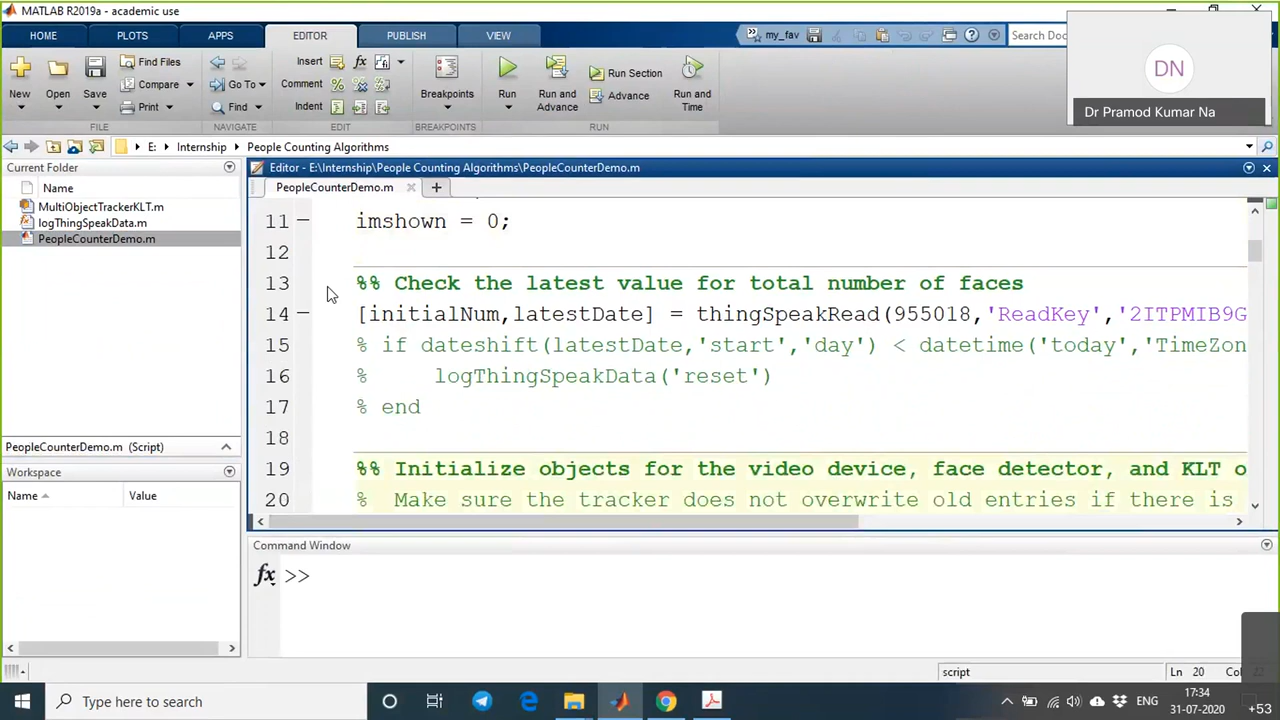 MATLAB R2019a - academic use
HOME PLOTS APPS EDITOR PUBLISH VIEW my_fav Search Doc
DN
Dr Pramod Kumar Na
New Open Save Find Files Compare Print
FILE
Go To Find
NAVIGATE
Insert fx
Comment
Indent
EDIT
Breakpoints
BREAKPOINTS
Run Run and Advance Run Section Advance Run and Time
RUN
E: Internship People Counting Algorithms
Current Folder
Name
MultiObjectTrackerKLT.m
logThingSpeakData.m
PeopleCounterDemo.m
PeopleCounterDemo.m (Script)
Workspace
Name Value
Editor - E:\Internship\People Counting Algorithms\PeopleCounterDemo.m
PeopleCounterDemo.m
11 imshown = 0;
12
13 %% Check the latest value for total number of faces
14 [initialNum,latestDate] = thingSpeakRead(955018,'ReadKey','2ITPMIB9G
15 % if dateshift(latestDate,'start','day') < datetime('today','TimeZon
16 % logThingSpeakData('reset')
17 % end
18
19 %% Initialize objects for the video device, face detector, and KLT o
20 % Make sure the tracker does not overwrite old entries if there is
Command Window
fx >>
script Ln 20 Col
Type here to search
ENG
17:34
31-07-2020
+53